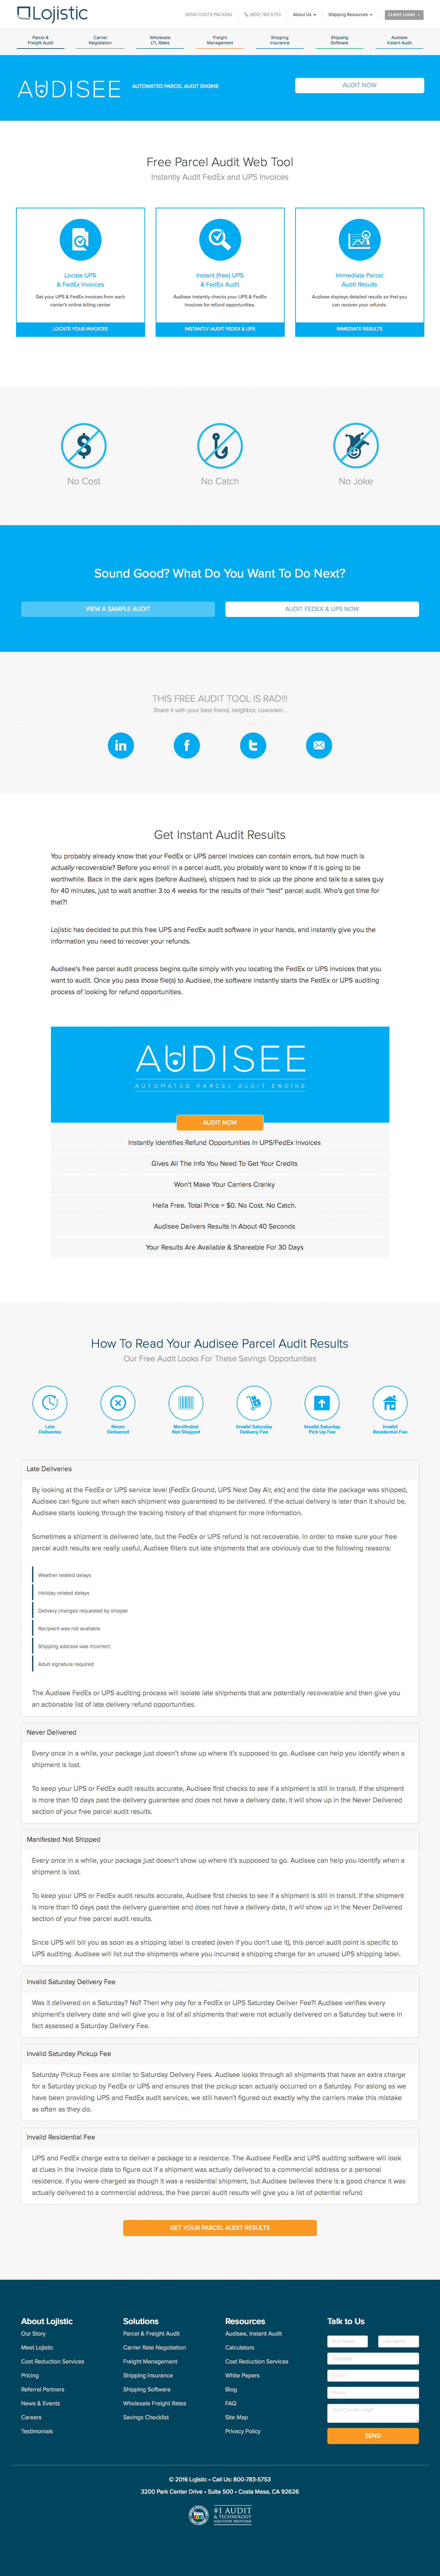 Lojistic
SEND COSTS PACKING
(800) 783-5753
About Us
Shipping Resources
CLIENT LOGIN
Parcel &
Freight Audit
Carrier
Negotiation
Wholesale
LTL Rates
Freight
Management
Shipping
Insurance
Shipping
Software
Audisee
Instant Audit
AUDISEE
AUTOMATED PARCEL AUDIT ENGINE
AUDIT NOW
Free Parcel Audit Web Tool
Instantly Audit FedEx and UPS Invoices
Locate UPS
& FedEx Invoices
Get your UPS & FedEx invoices from each
carrier's online billing center
LOCATE YOUR INVOICES
Instant (free) UPS
& FedEx Audit
Audisee instantly checks your UPS & FedEx
invoices for refund opportunities.
INSTANTLY AUDIT FEDEX & UPS
Immediate Parcel
Audit Results
Audisee displays detailed results so that you
can recover your refunds.
IMMEDIATE RESULTS
No Cost
No Catch
No Joke
Sound Good? What Do You Want To Do Next?
VIEW A SAMPLE AUDIT
AUDIT FEDEX & UPS NOW
THIS FREE AUDIT TOOL IS RAD!!!
Share it with your best friend, neighbor, coworker...
Get Instant Audit Results
You probably already know that your FedEx or UPS parcel invoices can contain errors, but how much is
actually recoverable? Before you enroll in a parcel audit, you probably want to know if it is going to be
worthwhile. Back in the dark ages (before Audisee), shippers had to pick up the phone and talk to a sales guy
for 40 minutes, just to wait another 3 to 4 weeks for the results of their "test" parcel audit. Who's got time for
that?!
Lojistic has decided to put this free UPS and FedEx audit software in your hands, and instantly give you the
information you need to recover your refunds.
Audisee's free parcel audit process begins quite simply with you locating the FedEx or UPS invoices that you
want to audit. Once you pass those file(s) to Audisee, the software instantly starts the FedEx or UPS auditing
process of looking for refund opportunities.
AUDISEE
AUTOMATED PARCEL AUDIT ENGINE
AUDIT NOW
Instantly Identifies Refund Opportunities In UPS/FedEx Invoices
Gives All The Info You Need To Get Your Credits
Won't Make Your Carriers Cranky
Hella Free. Total Price = $0. No Cost. No Catch.
Audisee Delivers Results In About 40 Seconds
Your Results Are Available & Shareable For 30 Days
How To Read Your Audisee Parcel Audit Results
Our Free Audit Looks For These Savings Opportunities
Late
Deliveries
Never
Delivered
Manifested
Not Shipped
Invalid Saturday
Delivery Fee
Invalid Saturday
Pick Up Fee
Invalid
Residential Fee
Late Deliveries
By looking at the FedEx or UPS service level (FedEx Ground, UPS Next Day Air, etc) and the date the package was shipped,
Audisee can figure out when each shipment was guaranteed to be delivered. If the actual delivery is later than it should be,
Audisee starts looking through the tracking history of that shipment for more information.
Sometimes a shipment is delivered late, but the FedEx or UPS refund is not recoverable. In order to make sure your free
parcel audit results are really useful, Audisee filters out late shipments that are obviously due to the following reasons:
Weather related delays
Holiday related delays
Delivery changes requested by shipper
Recipient was not available
Shipping address was incorrect
Adult signature required
The Audisee FedEx or UPS auditing process will isolate late shipments that are potentially recoverable and then give you
an actionable list of late delivery refund opportunities.
Never Delivered
Every once in a while, your package just doesn't show up where it's supposed to go. Audisee can help you identify when a
shipment is lost.
To keep your UPS or FedEx audit results accurate, Audisee first checks to see if a shipment is still in transit. If the shipment
is more than 10 days past the delivery guarantee and does not have a delivery date, it will show up in the Never Delivered
section of your free parcel audit results.
Manifested Not Shipped
Every once in a while, your package just doesn't show up where it's supposed to go. Audisee can help you identify when a
shipment is lost.
To keep your UPS or FedEx audit results accurate, Audisee first checks to see if a shipment is still in transit. If the shipment
is more than 10 days past the delivery guarantee and does not have a delivery date, it will show up in the Never Delivered
section of your free parcel audit results.
Since UPS will bill you as soon as a shipping label is created (even if you don't use it), this parcel audit point is specific to
UPS auditing. Audisee will list out the shipments where you incurred a shipping charge for an unused UPS shipping label.
Invalid Saturday Delivery Fee
Was it delivered on a Saturday? No? Then why pay for a FedEx or UPS Saturday Deliver Fee?! Audisee verifies every
shipment's delivery date and will give you a list of all shipments that were not actually delivered on a Saturday but were in
fact assessed a Saturday Delivery Fee.
Invalid Saturday Pickup Fee
Saturday Pickup Fees are similar to Saturday Delivery Fees. Audisee looks through all shipments that have an extra charge
for a Saturday pickup by FedEx or UPS and ensures that the pickup scan actually occurred on a Saturday. For aslong as we
have been providing UPS and FedEx audit services, we still haven't figured out exactly why the carriers make this mistake
as often as they do.
Invalid Residential Fee
UPS and FedEx charge extra to deliver a package to a residence. The Audisee FedEx and UPS auditing software will look
at clues in the invoice data to figure out if a shipment was actually delivered to a commercial address or a personal
residence. If you were charged as though it was a residential shipment, but Audisee believes there is a good chance it was
actually delivered to a commercial address, the free parcel audit results will give you a list of potential refund
GET YOUR PARCEL AUDIT RESULTS
About Lojistic
Our Story
Meet Lojistic
Cost Reduction Services
Pricing
Referral Partners
News & Events
Careers
Testimonials
Solutions
Parcel & Freight Audit
Carrier Rate Negotiation
Freight Management
Shipping Insurance
Shipping Software
Wholesale Freight Rates
Savings Checklist
Resources
Audisee, Instant Audit
Calculators
Cost Reduction Services
White Papers
Blog
FAQ
Site Map
Privacy Policy
Talk to Us
First Name
Last Name
Company
Email
Phone
How Can We Help?
SEND
© 2016 Lojistic • Call Us: 800-783-5753
3200 Park Center Drive • Suite 500 • Costa Mesa, CA 92626
#1 AUDIT
& TECHNOLOGY
SOLUTION PROVIDER